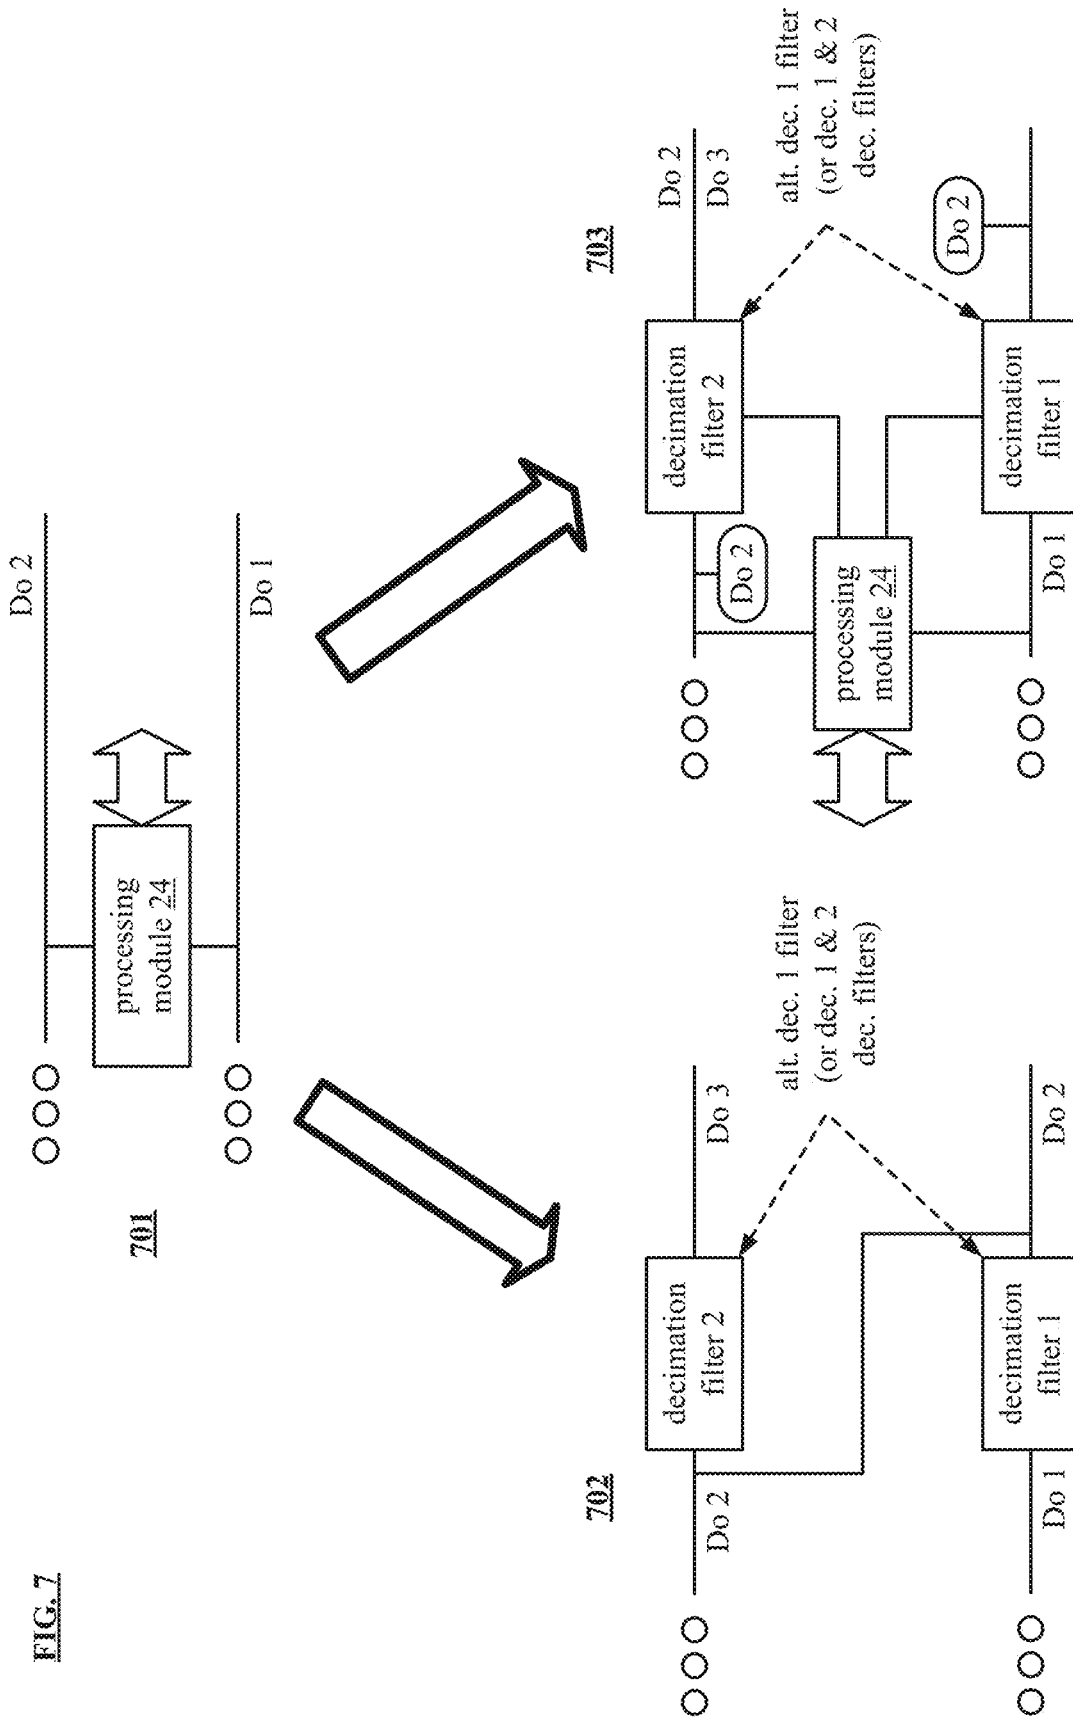 FIG. 7
701
processing
module 24
Do 2
Do 1
702
Do 2
decimation
filter 2
Do 3
alt. dec. 1 filter
(or dec. 1 & 2
dec. filters)
Do 1
decimation
filter 1
Do 2
703
Do 2
decimation
filter 2
Do 2
Do 3
processing
module 24
alt. dec. 1 filter
(or dec. 1 & 2
dec. filters)
Do 1
decimation
filter 1
Do 2